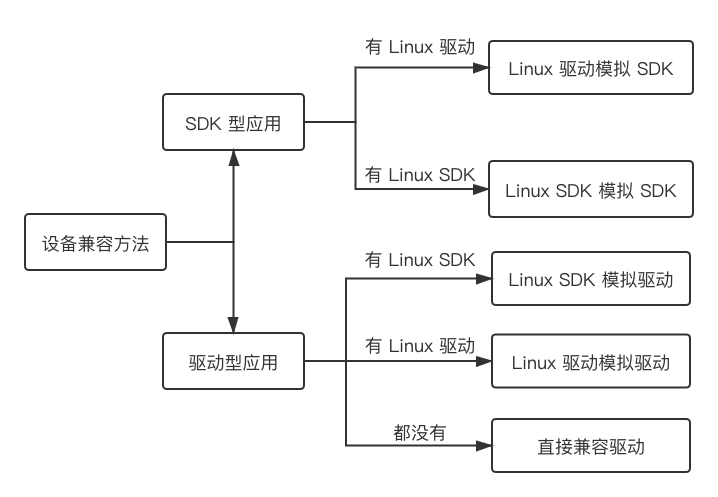 有 Linux 驱动
Linux 驱动模拟 SDK
SDK 型应用
有 Linux SDK
Linux SDK 模拟 SDK
设备兼容方法
有 Linux SDK
Linux SDK 模拟驱动
有 Linux 驱动
驱动型应用
Linux 驱动模拟驱动
都没有
直接兼容驱动